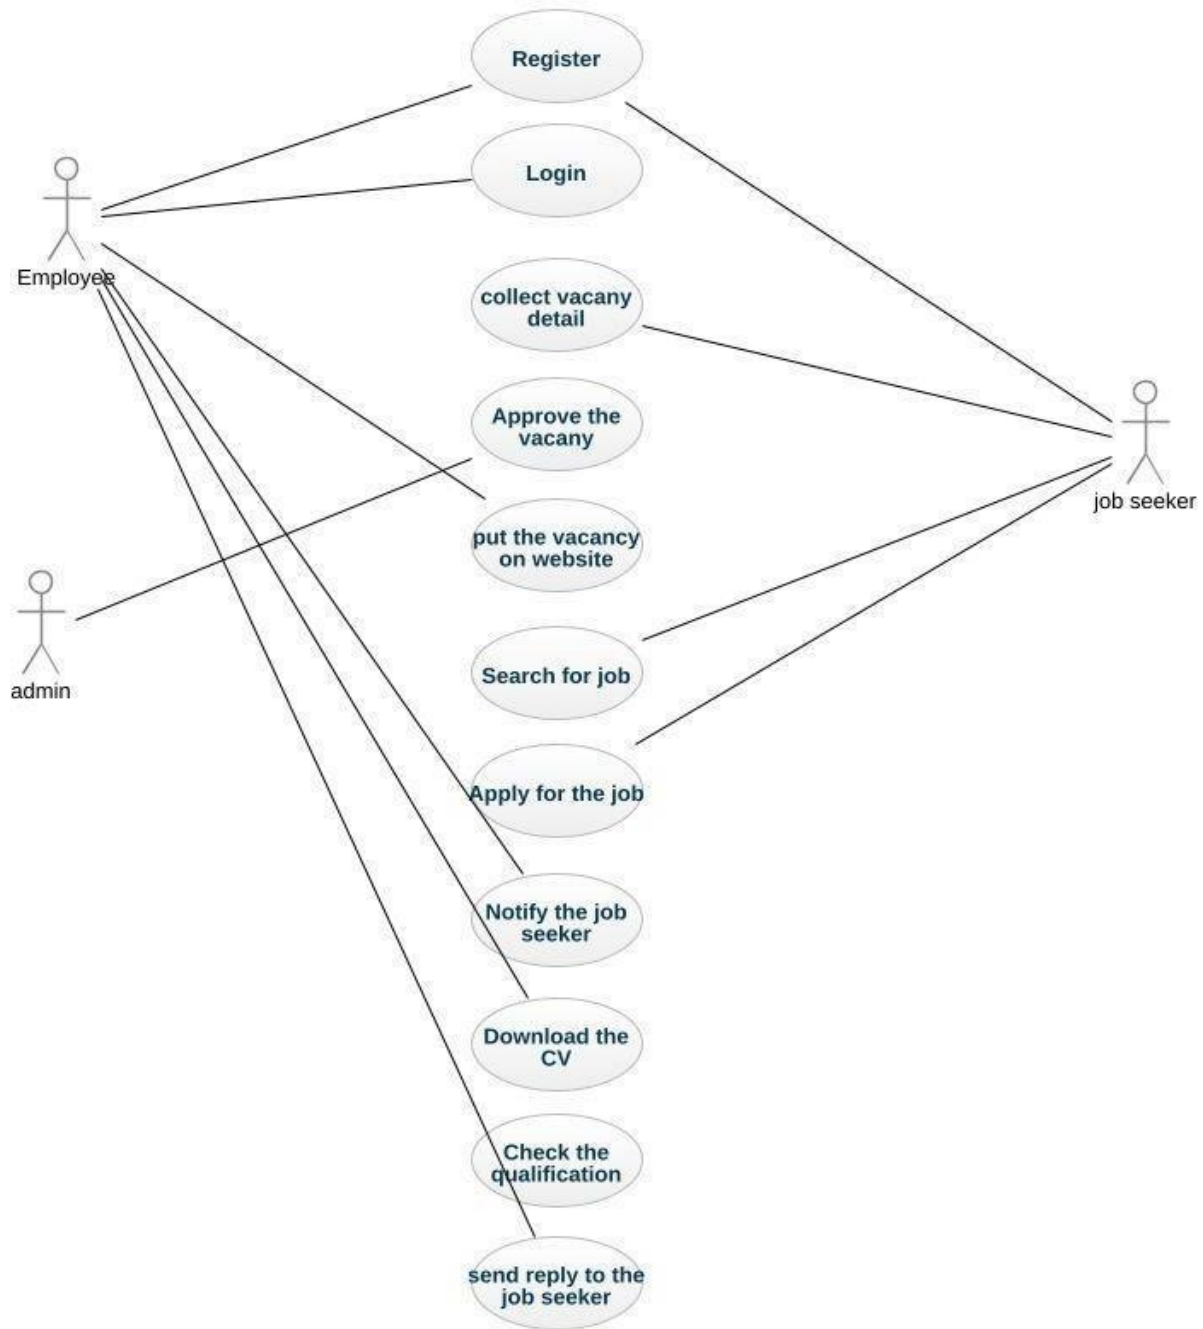 Register
Login
Employee
collect vacany
detail
Approve the
vacany
job seeker
put the vacancy
on website
admin
Search for job
Apply for the job
Notify the job
seeker
Download the
CV
Check the
qualification
send reply to the
job seeker